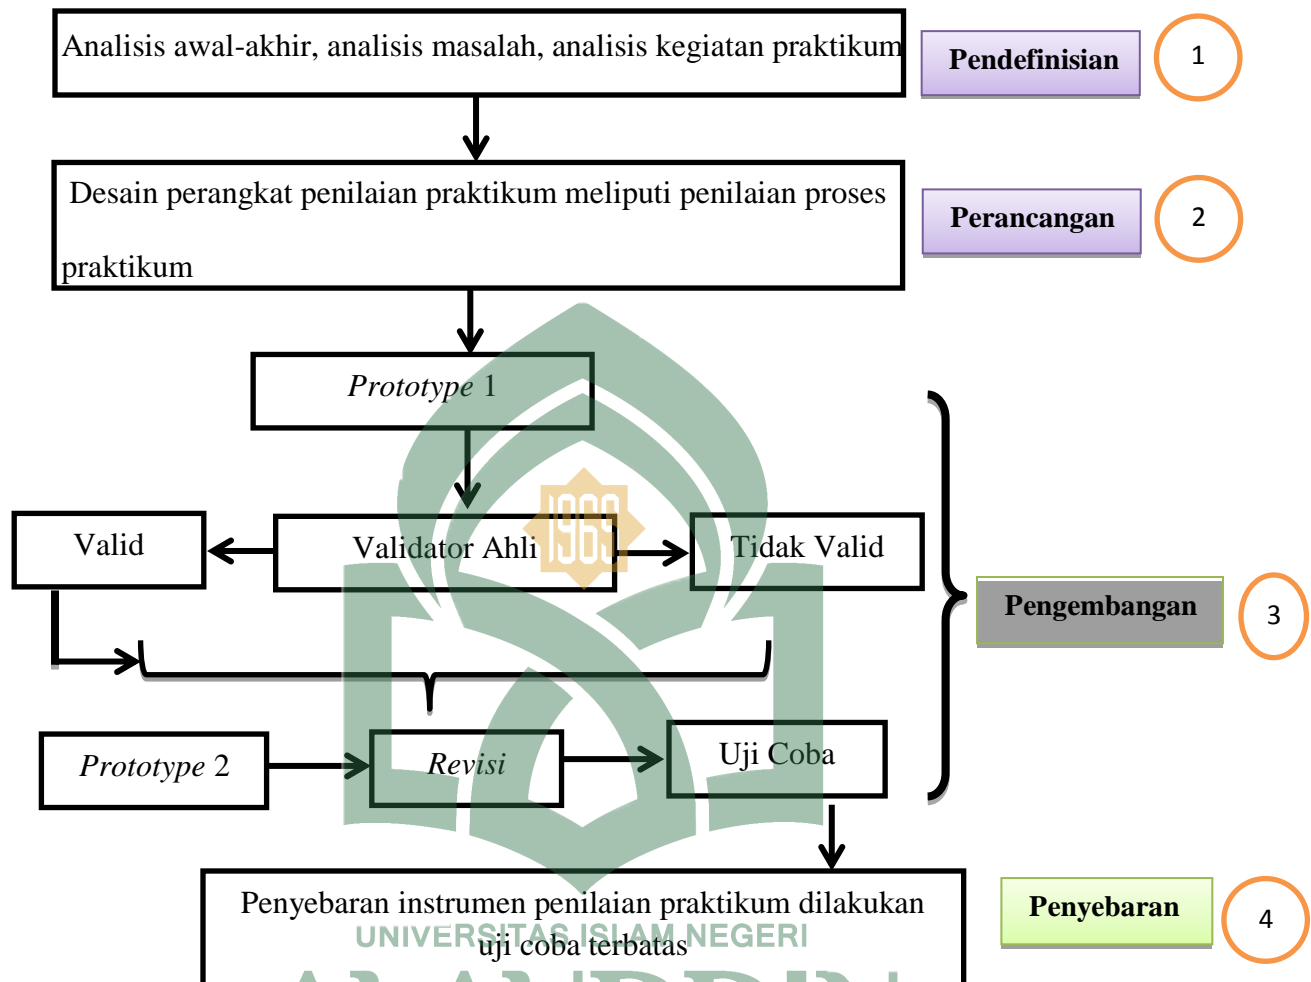 Analisis awal-akhir, analisis masalah, analisis kegiatan praktikum
Pendefinisian
1
Desain perangkat penilaian praktikum meliputi penilaian proses
praktikum
Perancangan
2
Prototype 1
1969
Valid
Validator Ahli
Tidak Valid
Pengembangan
3
Prototype 2
Revisi
Uji Coba
Penyebaran instrumen penilaian praktikum dilakukan
uji coba terbatas
Penyebaran
4
UNIVERSITAS ISLAM NEGERI